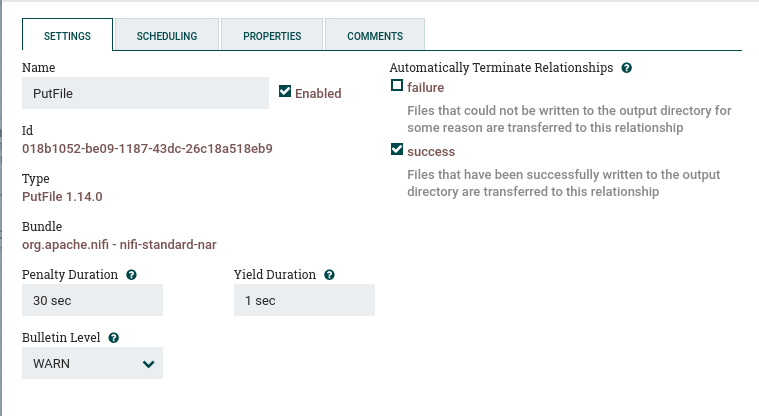 SETTINGS
SCHEDULING
PROPERTIES
COMMENTS
Name
PutFile
Enabled
Id
018b1052-be09-1187-43dc-26c18a518eb9
Type
PutFile 1.14.0
Bundle
org.apache.nifi - nifi-standard-nar
Penalty Duration
Yield Duration
30 sec
1 sec
Bulletin Level
WARN
Automatically Terminate Relationships
failure
Files that could not be written to the output directory for
some reason are transferred to this relationship
success
Files that have been successfully written to the output
directory are transferred to this relationship